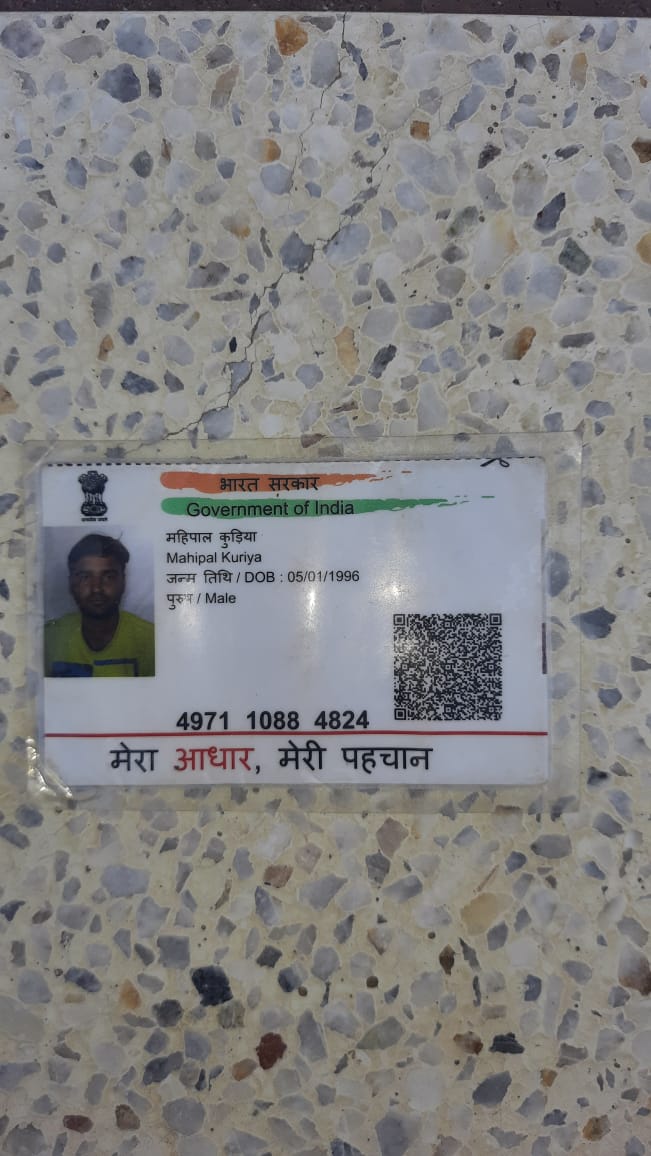 भारत सरकार
Government of India
महिपाल कुड़िया
Mahipal Kuriya
जन्म तिथि / DOB : 05/01/1996
पुरुष / Male
4971 1088 4824
मेरा आधार, मेरी पहचान